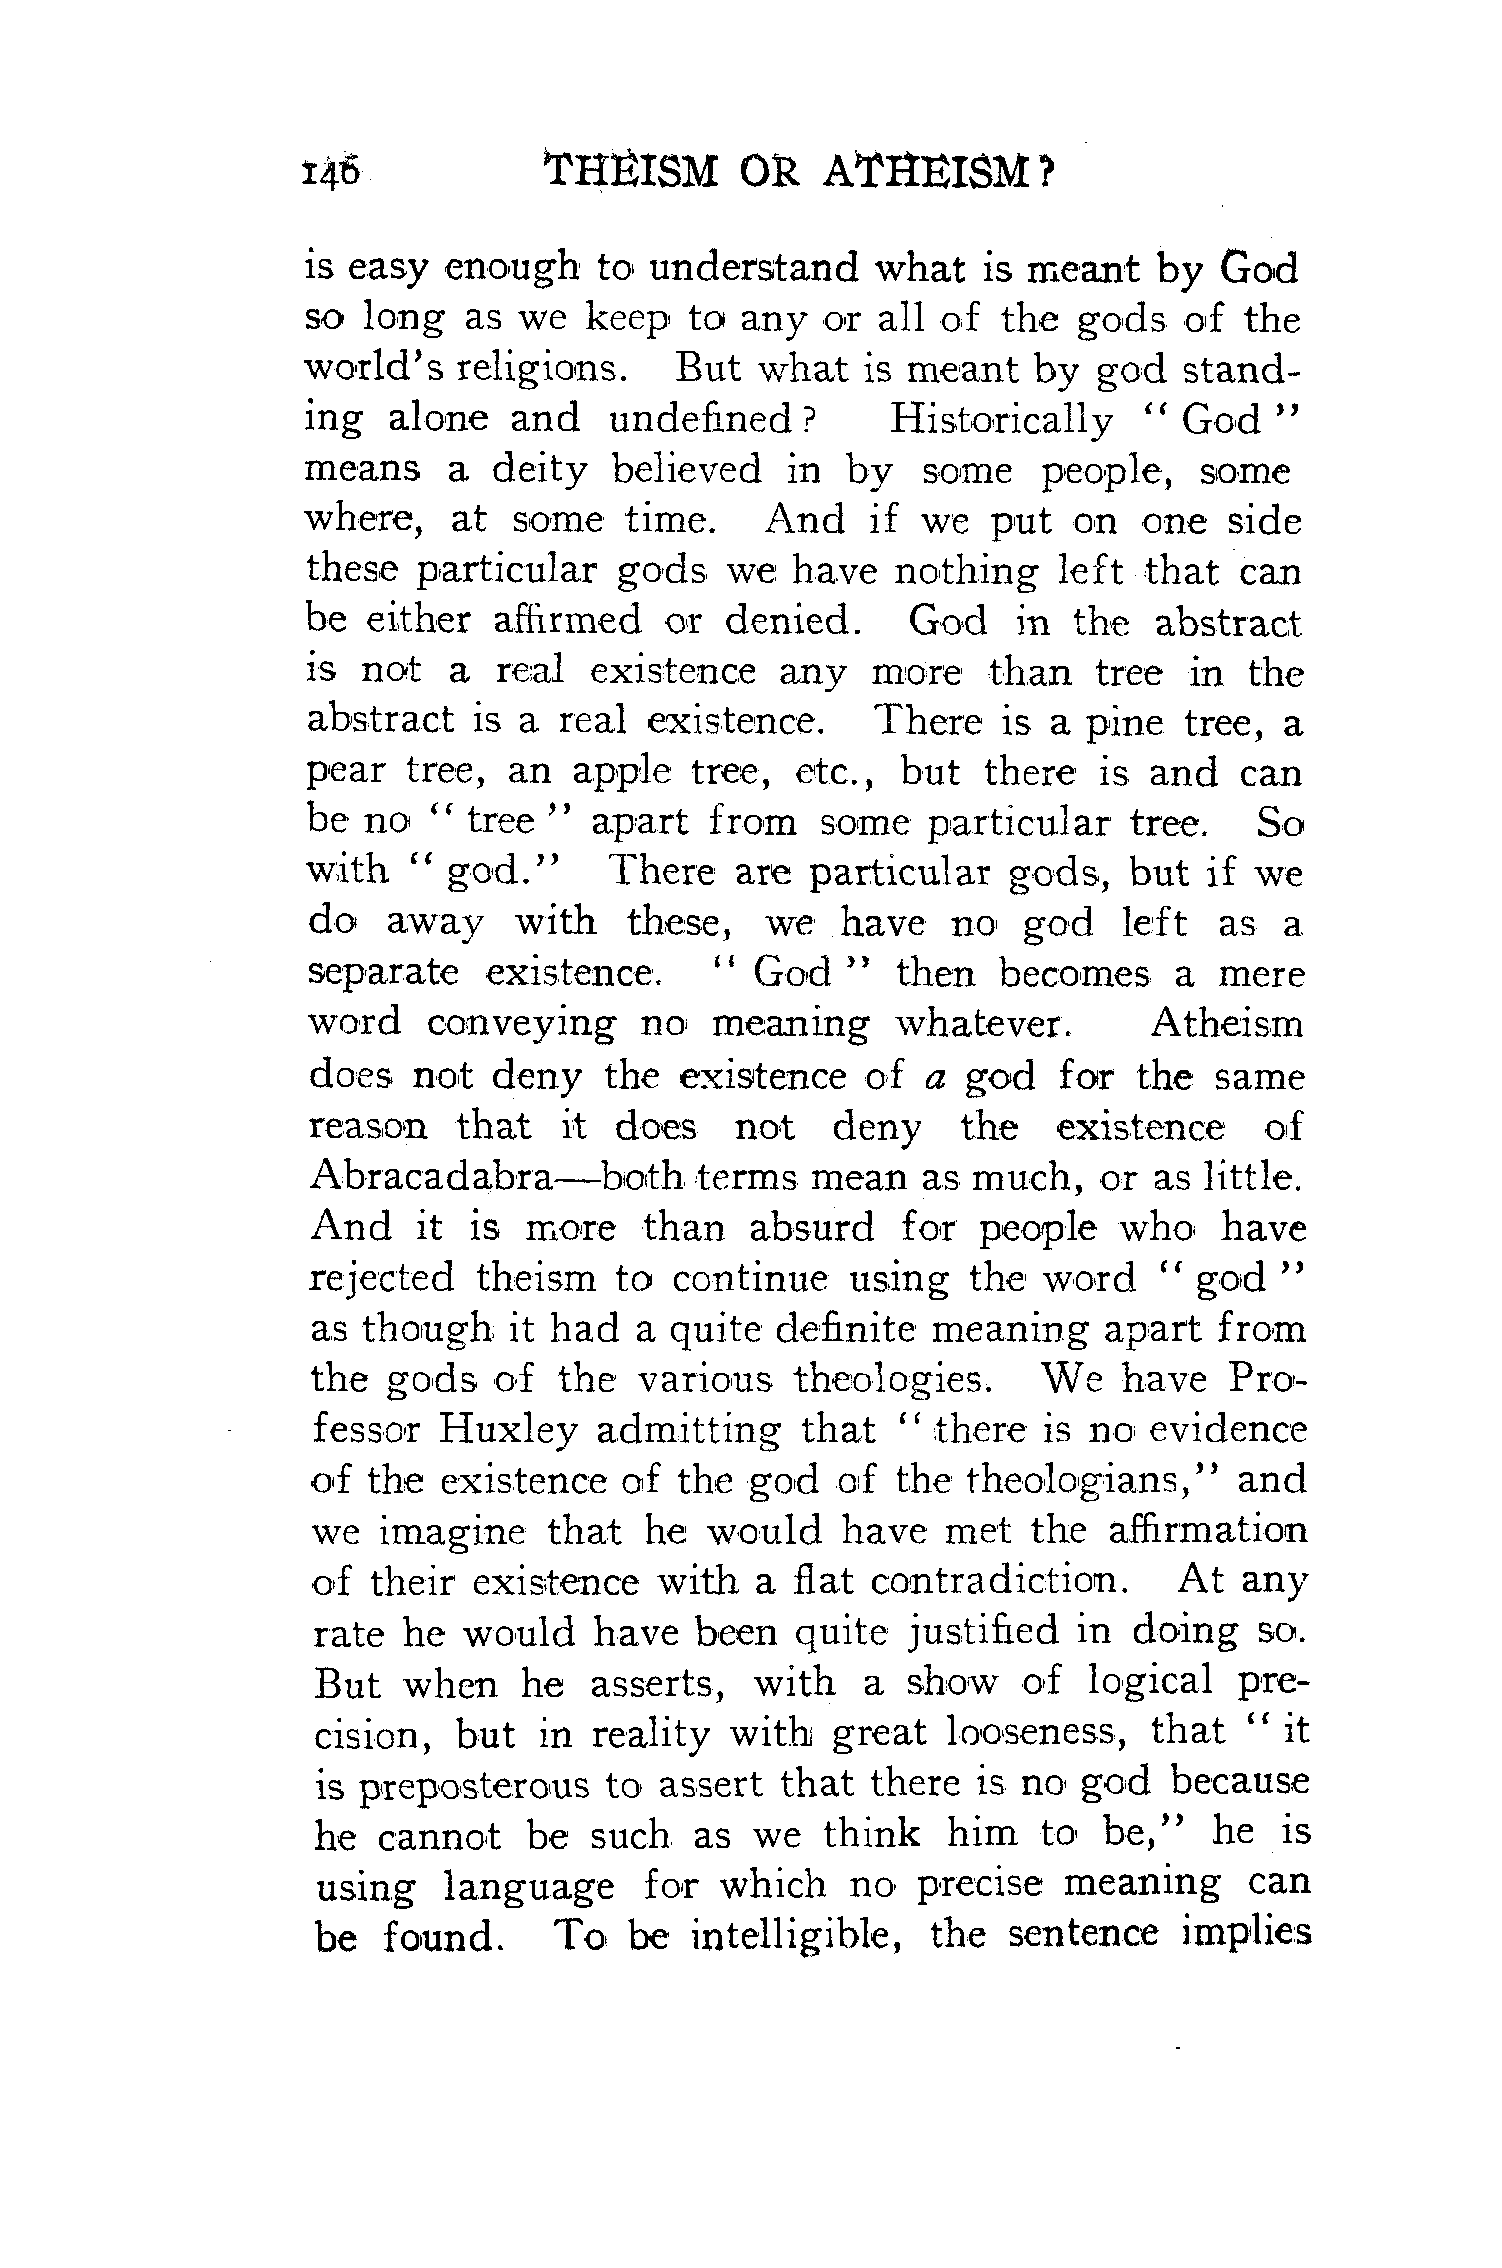 146 THEISM OR ATHEISM?
is easy enough to understand what is meant by God
so long as we keep to any or all of the gods of the
world's religions. But what is meant by god stand-
ing alone and undefined? Historically " God "
means a deity believed in by some people, some
where, at some time. And if we put on one side
these particular gods we have nothing left that can
be either affirmed or denied. God in the abstract
is not a real existence any more than tree in the
abstract is a real existence. There is a pine tree, a
pear tree, an apple tree, etc., but there is and can
be no " tree " apart from some particular tree. So
with " god." There are particular gods, but if we
do away with these, we have no god left as a
separate existence. " God " then becomes a mere
word conveying no meaning whatever. Atheism
does not deny the existence of a god for the same
reason that it does not deny the existence of
Abracadabra—both terms mean as much, or as little.
And it is more than absurd for people who have
rejected theism to continue using the word " god "
as though it had a quite definite meaning apart from
the gods of the various theologies. We have Pro-
fessor Huxley admitting that " there is no evidence
of the existence of the god of the theologians," and
we imagine that he would have met the affirmation
of their existence with a flat contradiction. At any
rate he would have been quite justified in doing so.
But when he asserts, with a show of logical pre-
cision, but in reality with great looseness, that " it
is preposterous to assert that there is no god because
he cannot be such as we think him to be," he is
using language for which no precise meaning can
be found. To be intelligible, the sentence implies